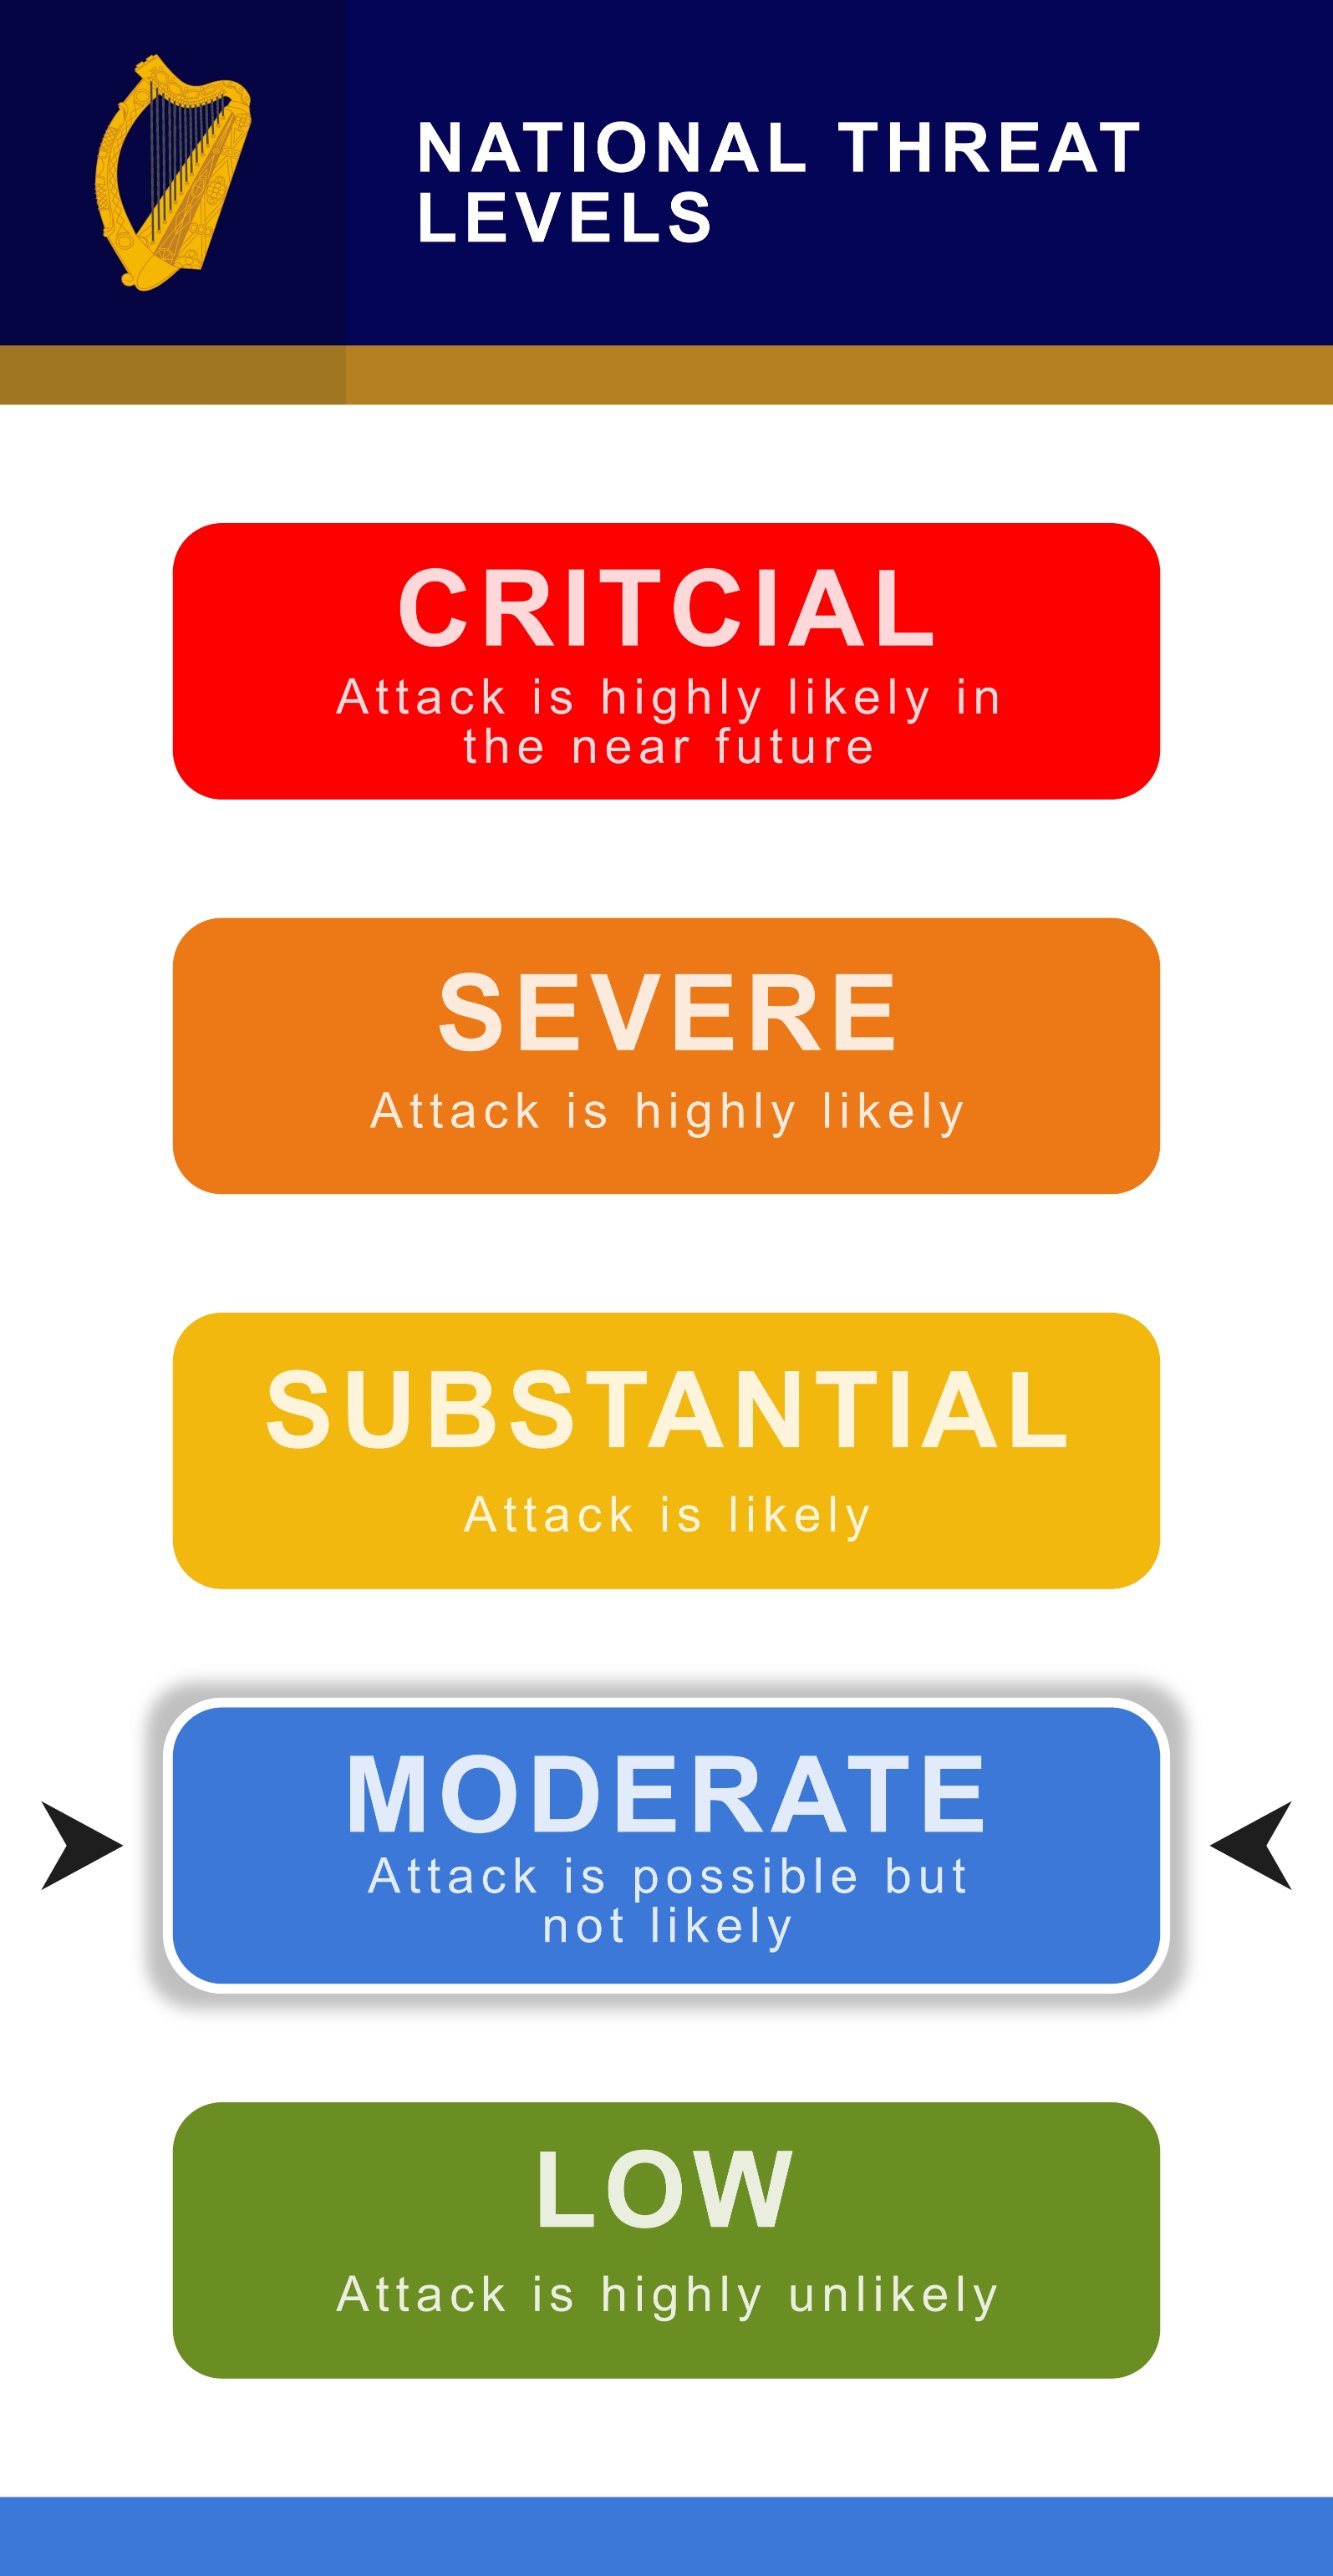 NATIONAL THREAT
LEVELS
CRITCIAL
Attack is highly likely in
the near future
SEVERE
Attack is highly likely
SUBSTANTIAL
Attack is likely
MODERATE
Attack is possible but
not likely
LOW
Attack is highly unlikely